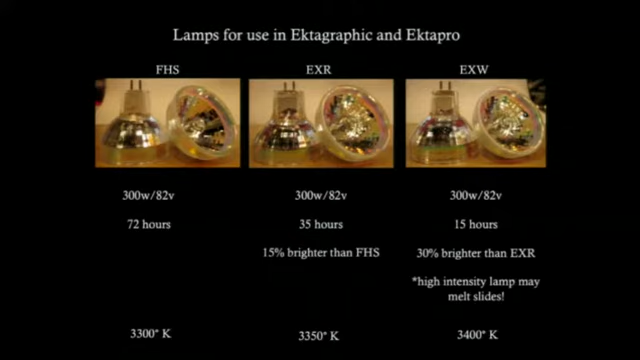 Lamps for use in Ektagraphic and Ektapro
FHS
EXR
EXW
300w/82v
300w/82v
300w/82v
72 hours
35 hours
15 hours
15% brighter than FHS
30% brighter than EXR
*high intensity lamp may
melt slides!
3300° K
3350° K
3400° K